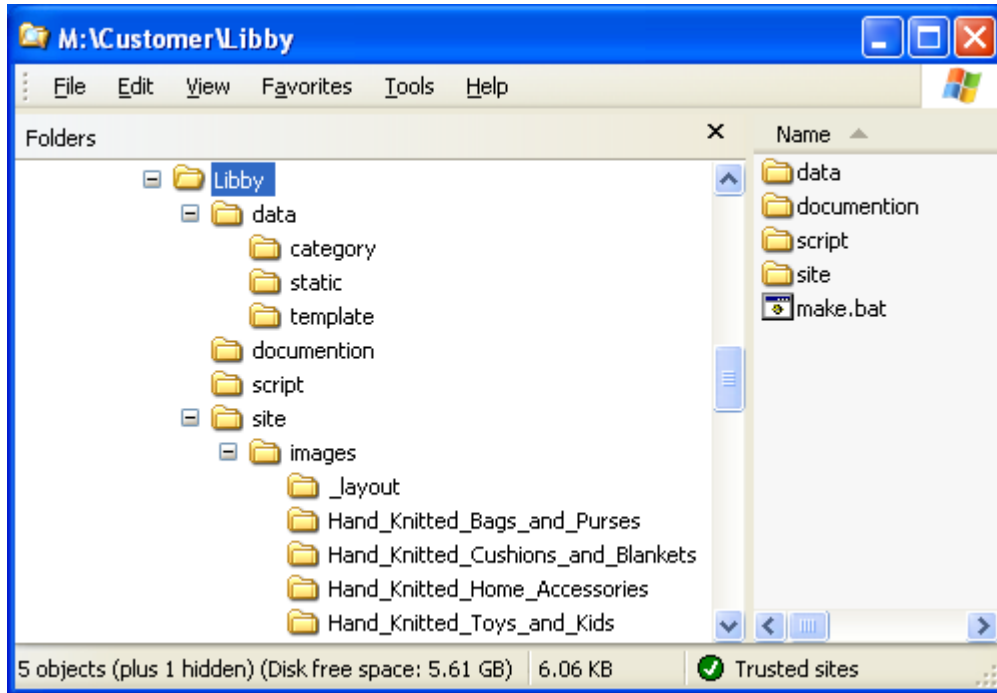 M:\Customer\Libby
File Edit View Favorites Tools Help
Folders
Libby
data
category
static
template
documention
script
site
images
_layout
Hand_Knitted_Bags_and_Purses
Hand_Knitted_Cushions_and_Blankets
Hand_Knitted_Home_Accessories
Hand_Knitted_Toys_and_Kids
Name
data
documention
script
site
make.bat
5 objects (plus 1 hidden) (Disk free space: 5.61 GB) 6.06 KB Trusted sites